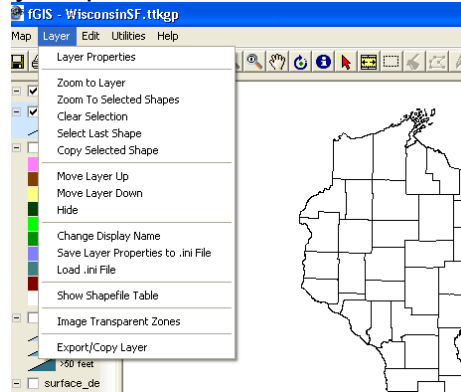 fGIS - WisconsinSF.ttkgp
Map Layer Edit Utilities Help
Layer Properties
Zoom to Layer
Zoom To Selected Shapes
Clear Selection
Select Last Shape
Copy Selected Shape
Move Layer Up
Move Layer Down
Hide
Change Display Name
Save Layer Properties to .ini File
Load .ini File
Show Shapefile Table
Image Transparent Zones
Export/Copy Layer
>50 feet
surface_de